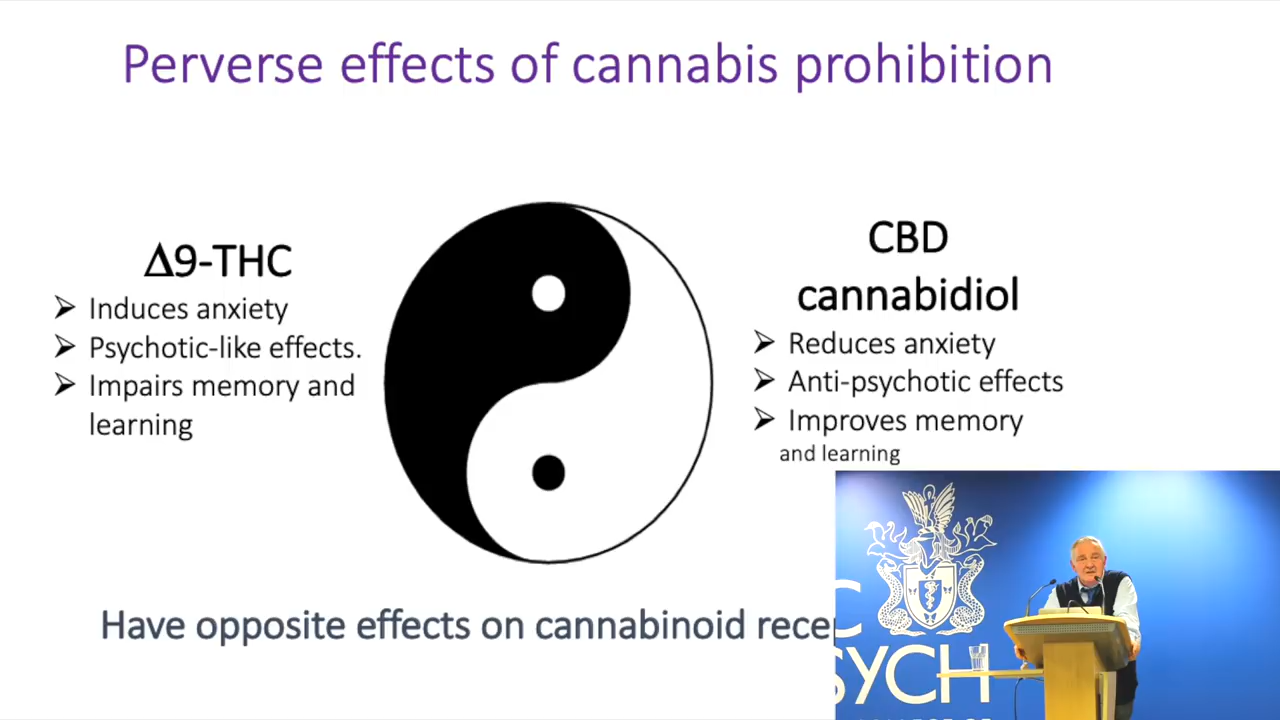 Perverse effects of cannabis prohibition
Δ9-THC
➢ Induces anxiety
➢ Psychotic-like effects.
➢ Impairs memory and
learning
CBD
cannabidiol
➢ Reduces anxiety
➢ Anti-psychotic effects
➢ Improves memory
and learning
Have opposite effects on cannabinoid rece
C
SYCH